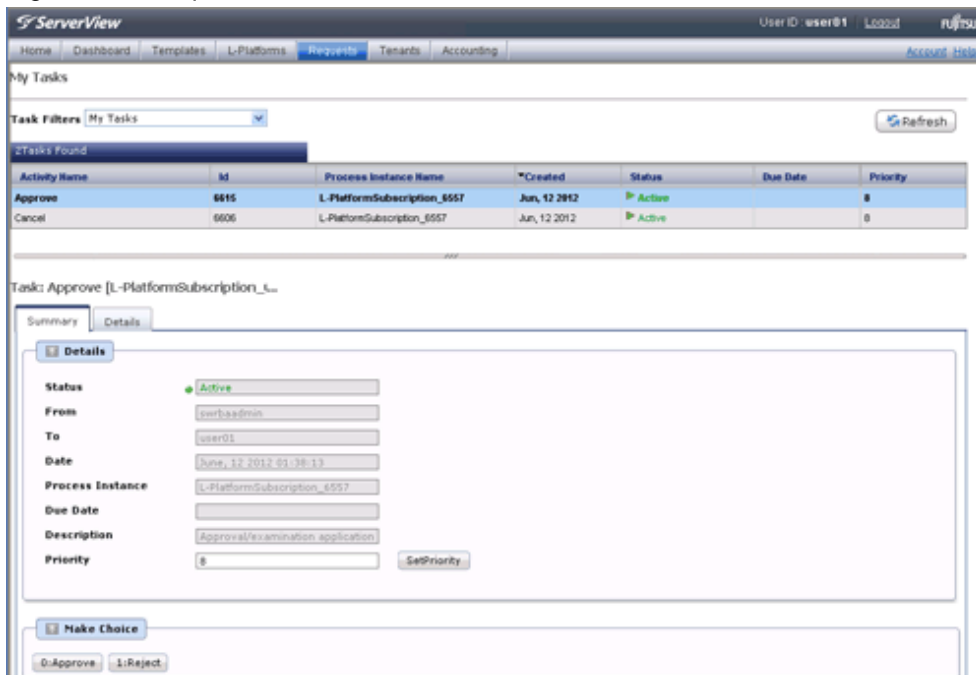 ServerView
UserID : user01 Logout FUJITSU
Home Dashboard Templates L-Platforms Requests Tenants Accounting Account Help
My Tasks
Task Filters My Tasks Refresh
2Tasks Found
Activity Name Id Process Instance Name Created Status Due Date Priority
Approve 6615 L-PlatformSubscription_6557 Jun, 12 2012 Active 8
Cancel 6606 L-PlatformSubscription_6557 Jun, 12 2012 Active 8
Task: Approve [L-PlatformSubscription_s...
Summary Details
Details
Status Active
From swrbaadmin
To user01
Date June, 12 2012 01:38:13
Process Instance L-PlatformSubscription_6557
Due Date
Description Approval/examination application
Priority 8 SetPriority
Make Choice
0:Approve 1:Reject